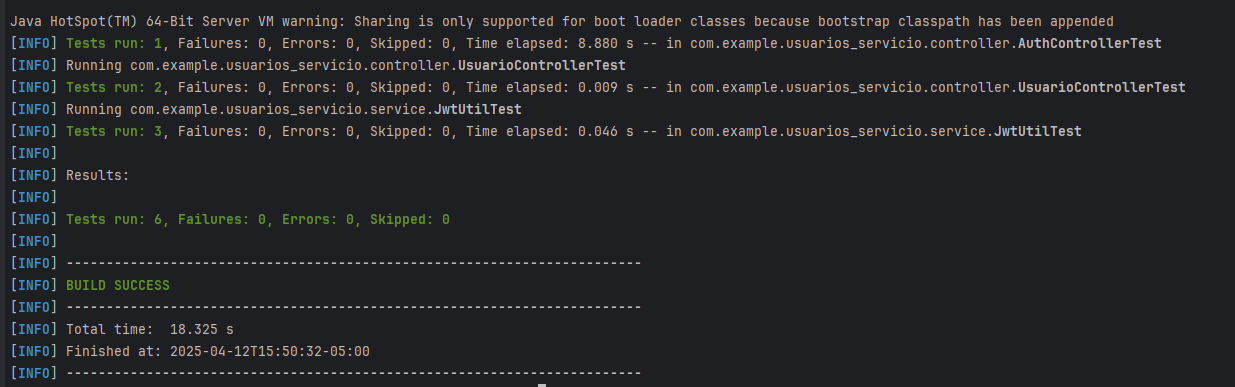 Java HotSpot(TM) 64-Bit Server VM warning: Sharing is only supported for boot loader classes because bootstrap classpath has been appended
[INFO] Tests run: 1, Failures: 0, Errors: 0, Skipped: 0, Time elapsed: 8.880 s -- in com.example.usuarios_servicio.controller.AuthControllerTest
[INFO] Running com.example.usuarios_servicio.controller.UsuarioControllerTest
[INFO] Tests run: 2, Failures: 0, Errors: 0, Skipped: 0, Time elapsed: 0.009 s -- in com.example.usuarios_servicio.controller.UsuarioControllerTest
[INFO] Running com.example.usuarios_servicio.service.JwtUtilTest
[INFO] Tests run: 3, Failures: 0, Errors: 0, Skipped: 0, Time elapsed: 0.046 s -- in com.example.usuarios_servicio.service.JwtUtilTest
[INFO]
[INFO] Results:
[INFO]
[INFO] Tests run: 6, Failures: 0, Errors: 0, Skipped: 0
[INFO]
[INFO] ------------------------------------------------------------------------
[INFO] BUILD SUCCESS
[INFO] ------------------------------------------------------------------------
[INFO] Total time:  18.325 s
[INFO] Finished at: 2025-04-12T15:50:32-05:00
[INFO] ------------------------------------------------------------------------